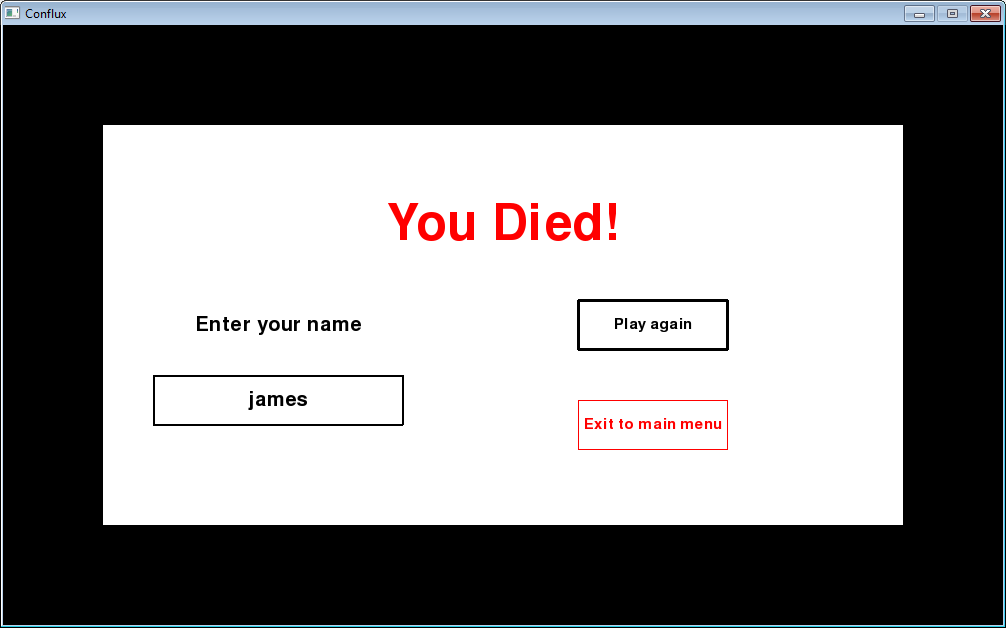 Conflux
You Died!
Enter your name
Play again
james
Exit to main menu